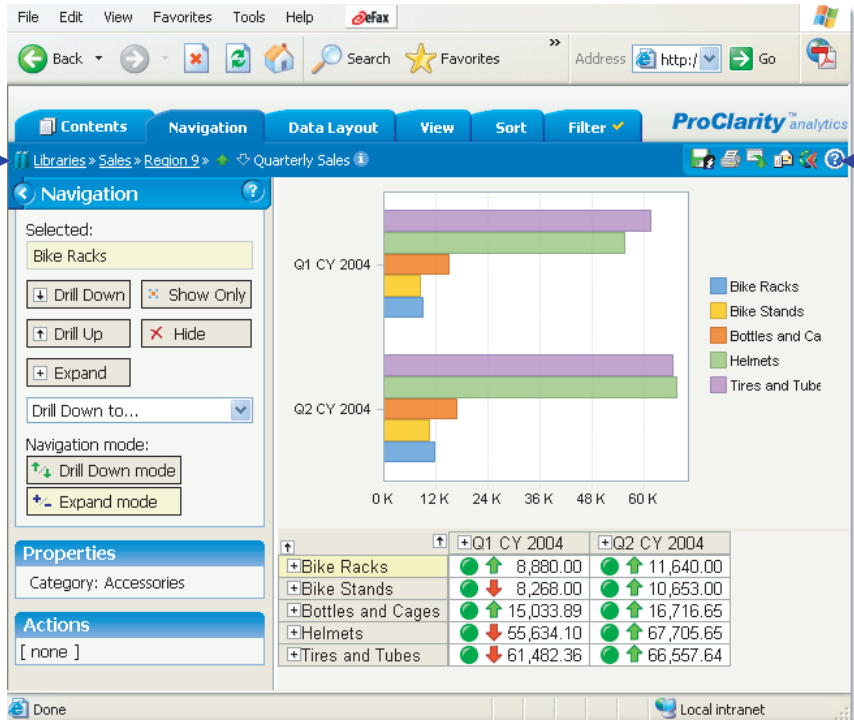 File Edit View Favorites Tools Help eFax
Back Search Favorites » Address http:/ Go
Contents Navigation Data Layout View Sort Filter ProClarity™ analytics
Libraries » Sales » Region 9 » Quarterly Sales
Navigation
Selected:
Bike Racks
Drill Down Show Only
Drill Up Hide
Expand
Drill Down to...
Navigation mode:
Drill Down mode
Expand mode
Properties
Category: Accessories
Actions
[ none ]
Q1 CY 2004
Q2 CY 2004
0 K 12 K 24 K 36 K 48 K 60 K
Bike Racks
Bike Stands
Bottles and Ca
Helmets
Tires and Tube
Q1 CY 2004 Q2 CY 2004
Bike Racks 8,880.00 11,640.00
Bike Stands 8,268.00 10,653.00
Bottles and Cages 15,033.89 16,716.65
Helmets 55,634.10 67,705.65
Tires and Tubes 61,482.36 66,557.64
Done Local intranet